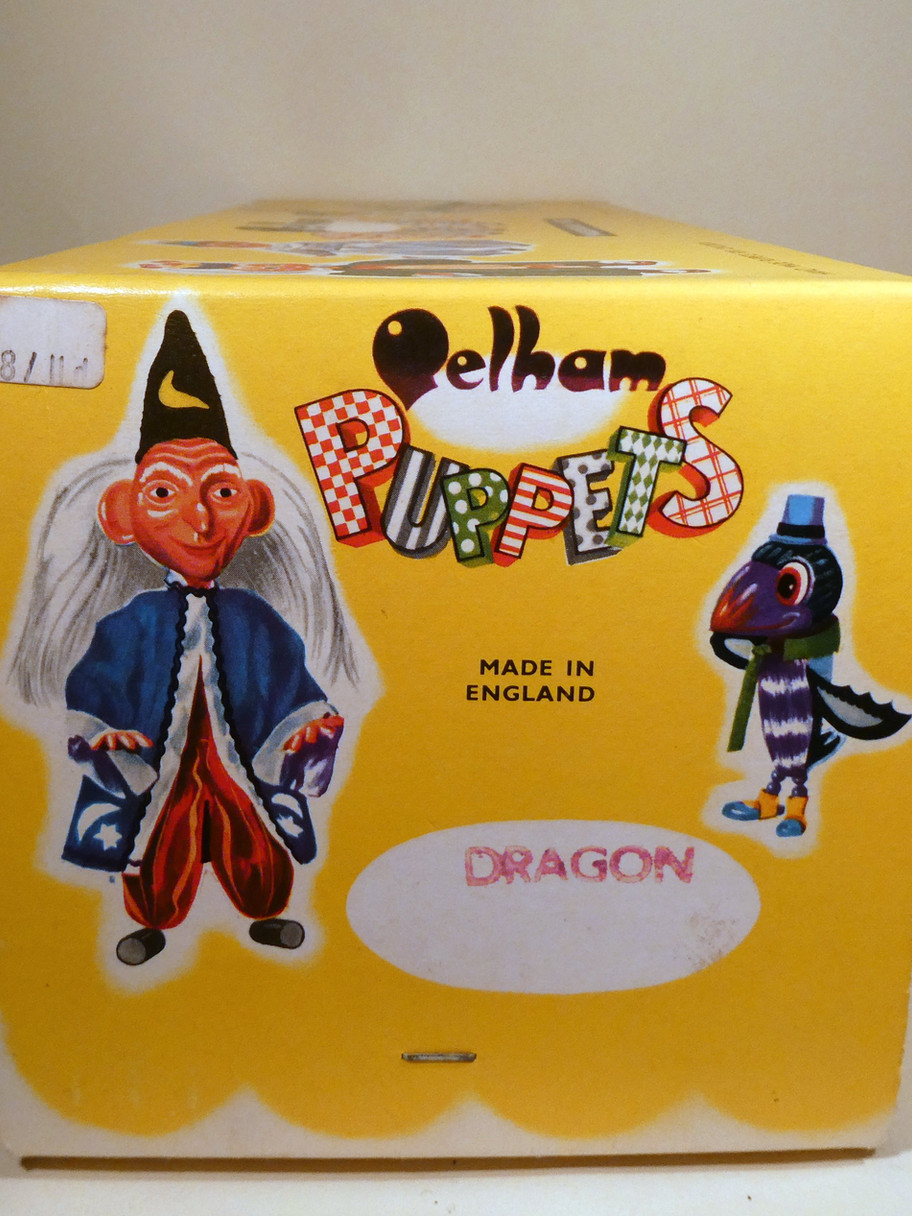 8/11d
Pelham
PUPPETS
MADE IN
ENGLAND
DRAGON